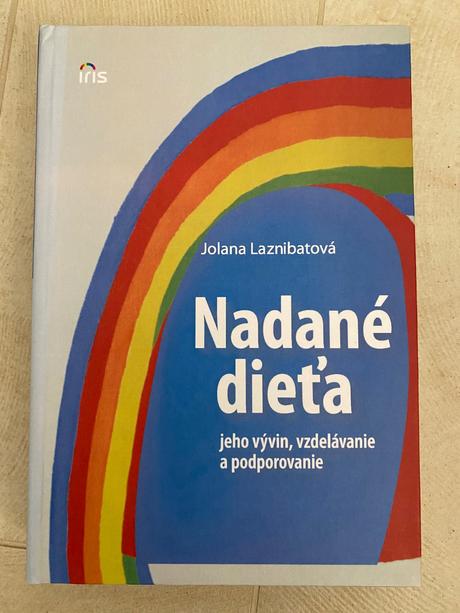 iris
Jolana Laznibatová
Nadané
dieťa
jeho vývin, vzdelávanie
a podporovanie